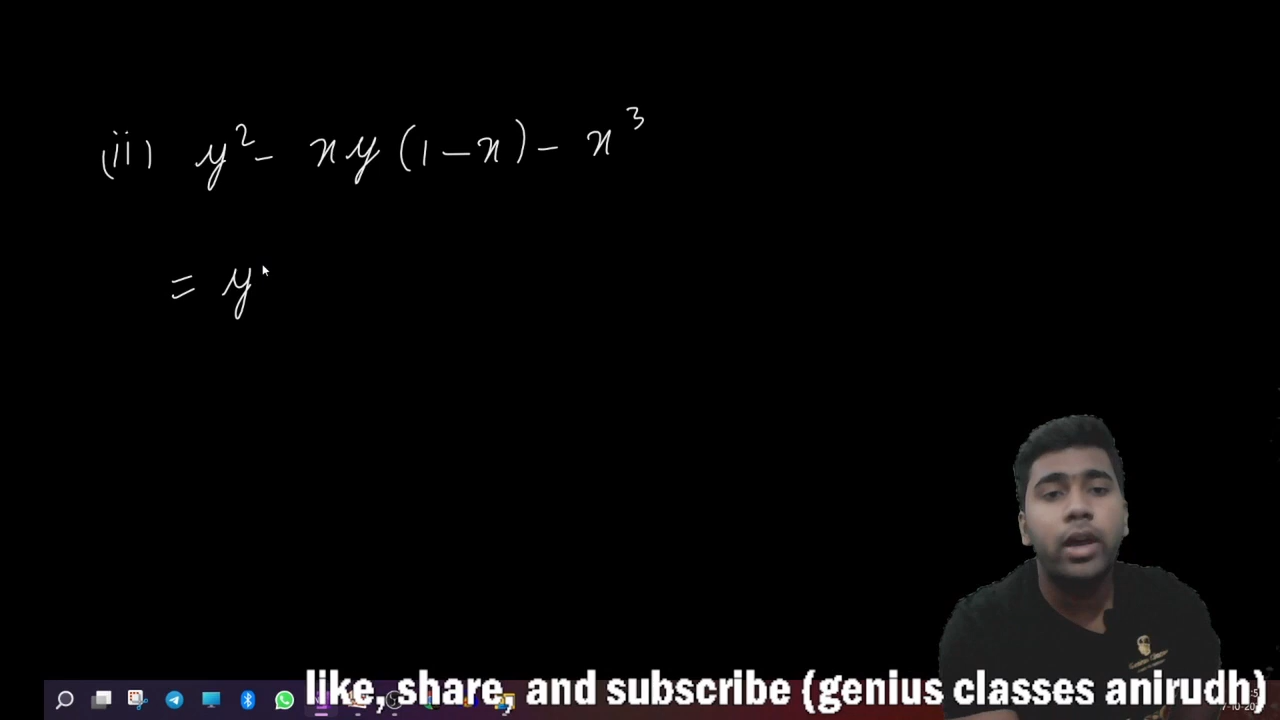 (ii) y² - xy (1-x) - x³
= y
like, share, and subscribe (genius classes anirudh)